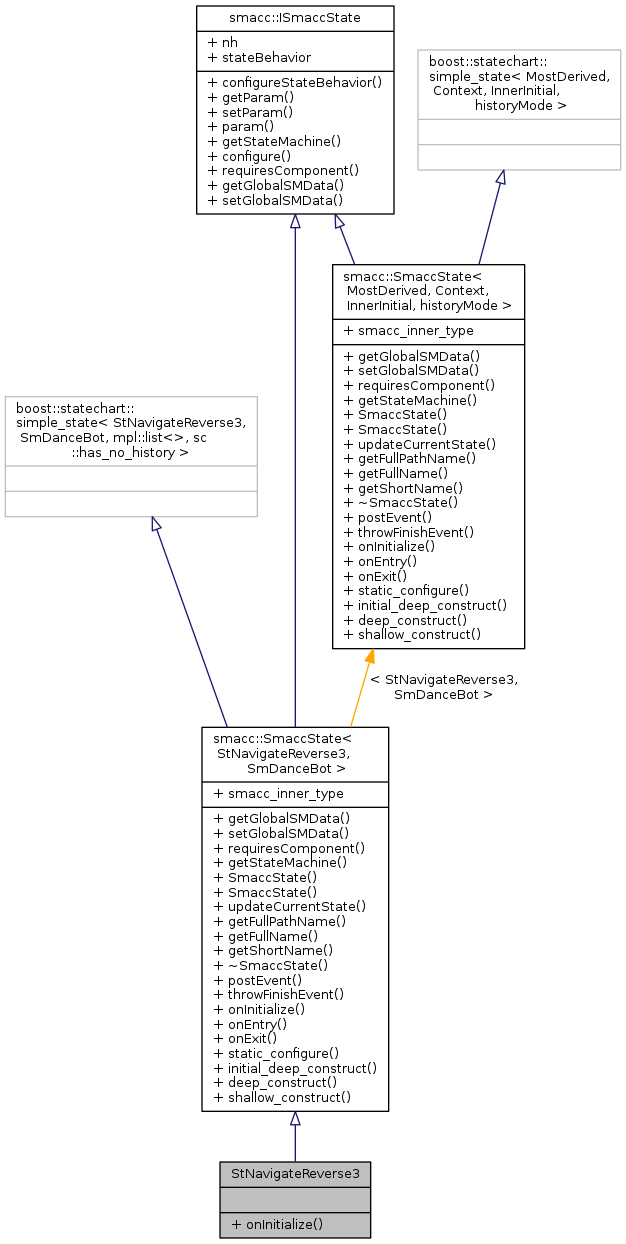 smacc::ISmaccState
+ nh
+ stateBehavior
+ configureStateBehavior()
+ getParam()
+ setParam()
+ param()
+ getStateMachine()
+ configure()
+ requiresComponent()
+ getGlobalSMData()
+ setGlobalSMData()
boost::statechart::
simple_state< MostDerived,
Context, InnerInitial,
historyMode >
smacc::SmaccState<
MostDerived, Context,
InnerInitial, historyMode >
+ smacc_inner_type
+ getGlobalSMData()
+ setGlobalSMData()
+ requiresComponent()
+ getStateMachine()
+ SmaccState()
+ SmaccState()
+ updateCurrentState()
+ getFullPathName()
+ getFullName()
+ getShortName()
+ ~SmaccState()
+ postEvent()
+ throwFinishEvent()
+ onInitialize()
+ onEntry()
+ onExit()
+ static_configure()
+ initial_deep_construct()
+ deep_construct()
+ shallow_construct()
boost::statechart::
simple_state< StNavigateReverse3,
SmDanceBot, mpl::list<>, sc
::has_no_history >
< StNavigateReverse3,
SmDanceBot >
smacc::SmaccState<
StNavigateReverse3,
SmDanceBot >
+ smacc_inner_type
+ getGlobalSMData()
+ setGlobalSMData()
+ requiresComponent()
+ getStateMachine()
+ SmaccState()
+ SmaccState()
+ updateCurrentState()
+ getFullPathName()
+ getFullName()
+ getShortName()
+ ~SmaccState()
+ postEvent()
+ throwFinishEvent()
+ onInitialize()
+ onEntry()
+ onExit()
+ static_configure()
+ initial_deep_construct()
+ deep_construct()
+ shallow_construct()
StNavigateReverse3
+ onInitialize()